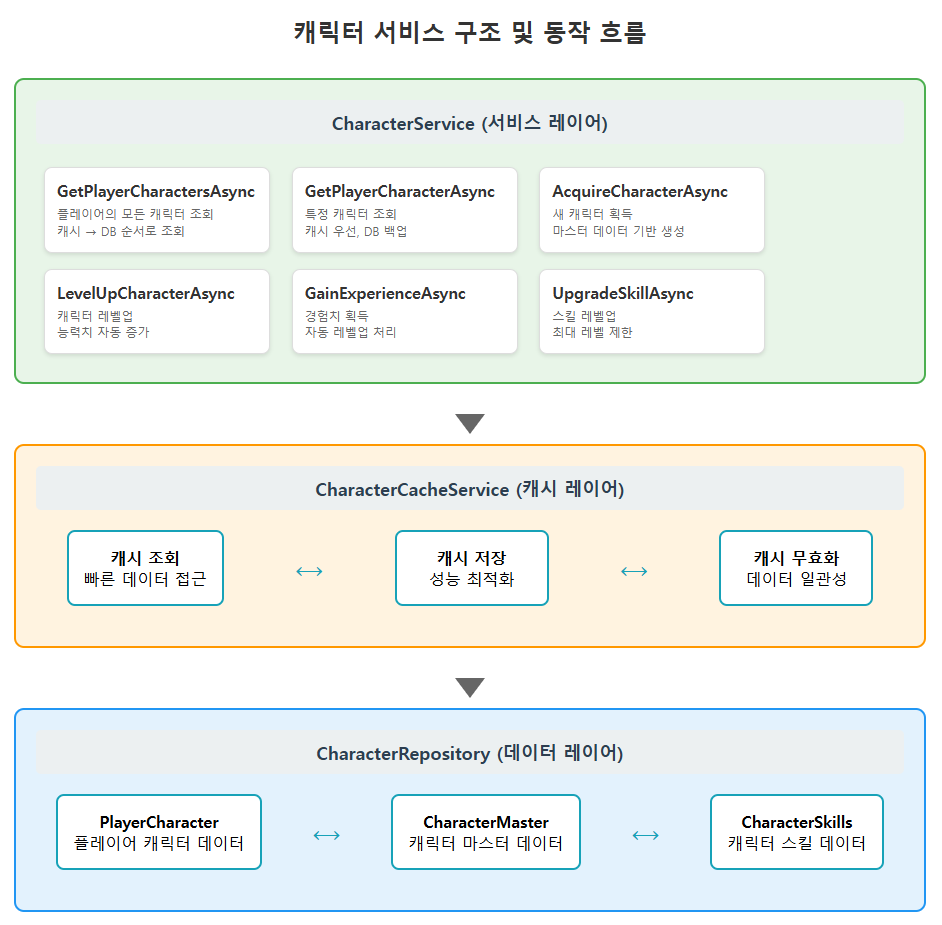 캐릭터 서비스 구조 및 동작 흐름
CharacterService (서비스 레이어)
GetPlayerCharactersAsync
플레이어의 모든 캐릭터 조회
캐시 → DB 순서로 조회
GetPlayerCharacterAsync
특정 캐릭터 조회
캐시 우선, DB 백업
AcquireCharacterAsync
새 캐릭터 획득
마스터 데이터 기반 생성
LevelUpCharacterAsync
캐릭터 레벨업
능력치 자동 증가
GainExperienceAsync
경험치 획득
자동 레벨업 처리
UpgradeSkillAsync
스킬 레벨업
최대 레벨 제한
CharacterCacheService (캐시 레이어)
캐시 조회
빠른 데이터 접근
↔
캐시 저장
성능 최적화
↔
캐시 무효화
데이터 일관성
CharacterRepository (데이터 레이어)
PlayerCharacter
플레이어 캐릭터 데이터
↔
CharacterMaster
캐릭터 마스터 데이터
↔
CharacterSkills
캐릭터 스킬 데이터